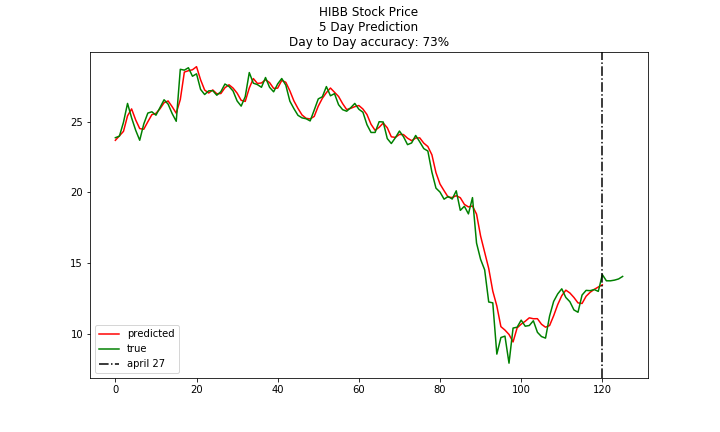 HIBB Stock Price
5 Day Prediction
Day to Day accuracy: 73%
25
20
15
10
predicted
true
april 27
0
20
40
60
80
100
120